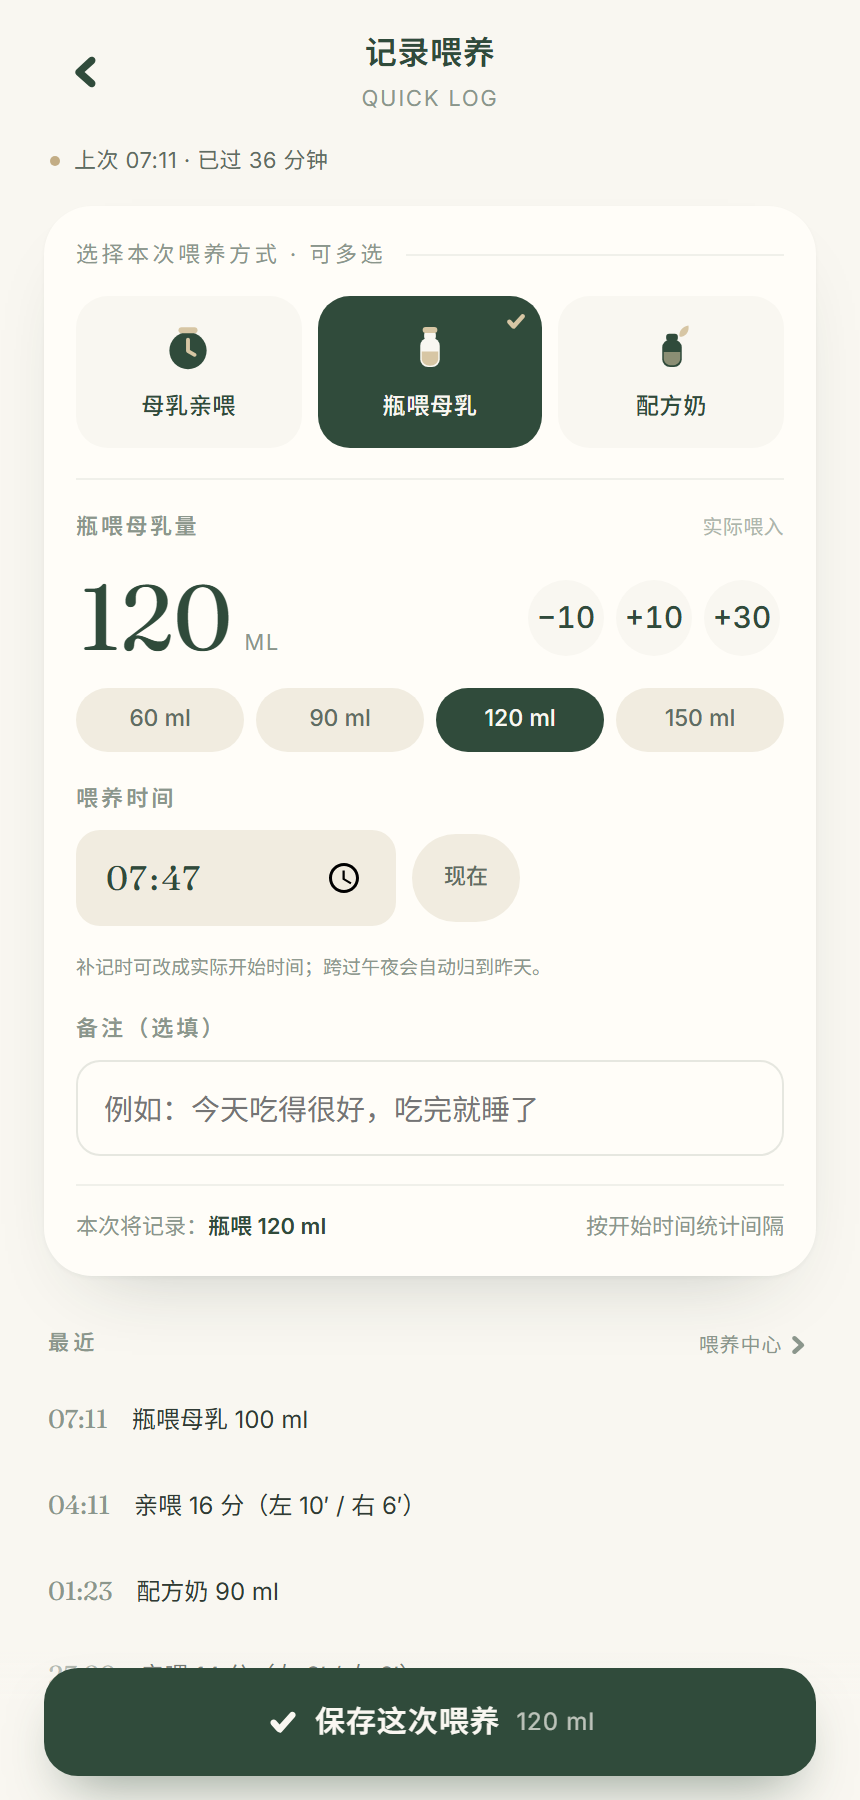 记录喂养
QUICK LOG
上次 07:11 · 已过 36 分钟
选择本次喂养方式 · 可多选
母乳亲喂
瓶喂母乳
配方奶
瓶喂母乳量
实际喂入
120 ML
−10
+10
+30
60 ml
90 ml
120 ml
150 ml
喂养时间
07:47
现在
补记时可改成实际开始时间；跨过午夜会自动归到昨天。
备注（选填）
例如：今天吃得很好，吃完就睡了
本次将记录：瓶喂 120 ml
按开始时间统计间隔
最近
喂养中心
07:11 瓶喂母乳 100 ml
04:11 亲喂 16 分（左 10′ / 右 6′）
01:23 配方奶 90 ml
保存这次喂养 120 ml